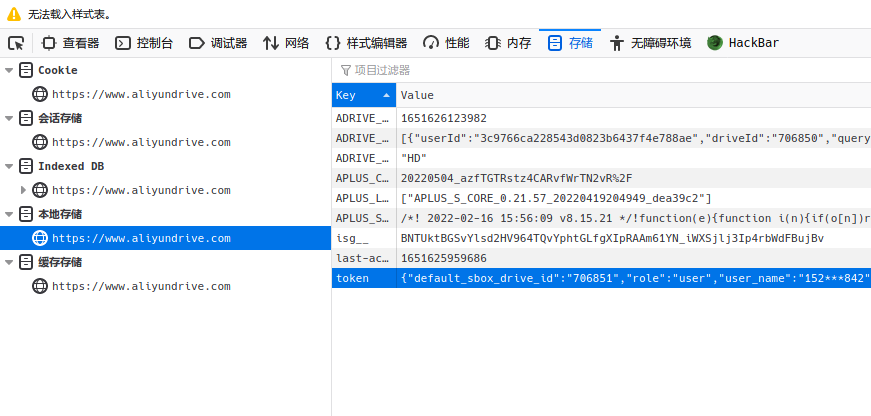 无法载入样式表。
查看器 控制台 调试器 网络 样式编辑器 性能 内存 存储 无障碍环境 HackBar
Cookie
https://www.aliyundrive.com
会话存储
https://www.aliyundrive.com
Indexed DB
https://www.aliyundrive.com
本地存储
https://www.aliyundrive.com
缓存存储
https://www.aliyundrive.com
项目过滤器
Key Value
ADRIVE_… 1651626123982
ADRIVE_… [{"userId":"3c9766ca228543d0823b6437f4e788ae","driveId":"706850","query
ADRIVE_… "HD"
APLUS_C… 20220504_azfTGTRstz4CARvfWrTN2vR%2F
APLUS_L… ["APLUS_S_CORE_0.21.57_20220419204949_dea39c2"]
APLUS_S… /*! 2022-02-16 15:56:09 v8.15.21 */!function(e){function i(n){if(o[n])r
isg__ BNTUktBGSvYlsd2HV964TQvYphtGLfgXIpRAAm61YN_iWXSjlj3Ip4rbWdFBujBv
last-ac… 1651625959686
token {"default_sbox_drive_id":"706851","role":"user","user_name":"152***842"